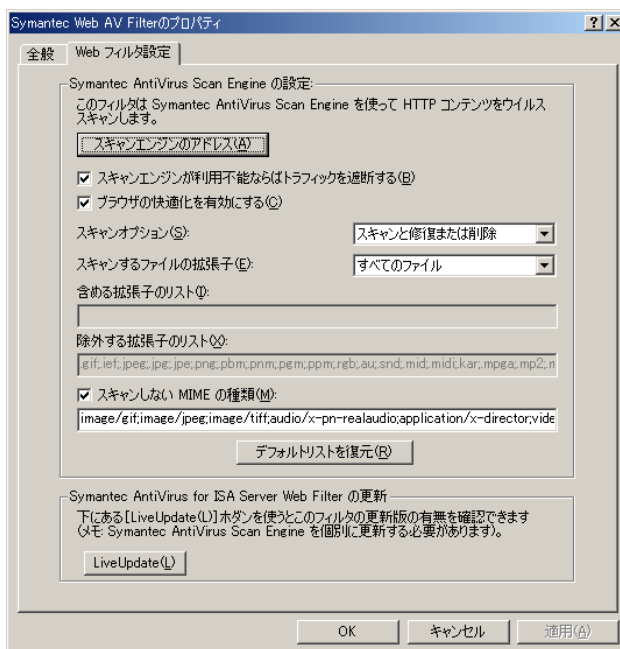 Symantec Web AV Filterのプロパティ
全般
Web フィルタ設定
Symantec AntiVirus Scan Engine の設定:
このフィルタは Symantec AntiVirus Scan Engine を使って HTTP コンテンツをウイルス
スキャンします。
スキャンエンジンのアドレス(A)
スキャンエンジンが利用不能ならばトラフィックを遮断する(B)
ブラウザの快適化を有効にする(C)
スキャンオプション(S):
スキャンと修復または削除
スキャンするファイルの拡張子(E):
すべてのファイル
含める拡張子のリスト(I):
除外する拡張子のリスト(X):
.gif;.ief;.jpeg;.jpg;.jpe;.png;.pbm;.pnm;.pgm;.ppm;.rgb;.au;.snd;.mid;.midi;.kar;.mpga;.mp2;.n
スキャンしない MIME の種類(M):
image/gif;image/jpeg;image/tiff;audio/x-pn-realaudio;application/x-director;vide
デフォルトリストを復元(R)
Symantec AntiVirus for ISA Server Web Filter の更新
下にある[LiveUpdate(L)]ボタンを使うとこのフィルタの更新版の有無を確認できます
(メモ: Symantec AntiVirus Scan Engine を個別に更新する必要があります)。
LiveUpdate(L)
OK
キャンセル
適用(A)